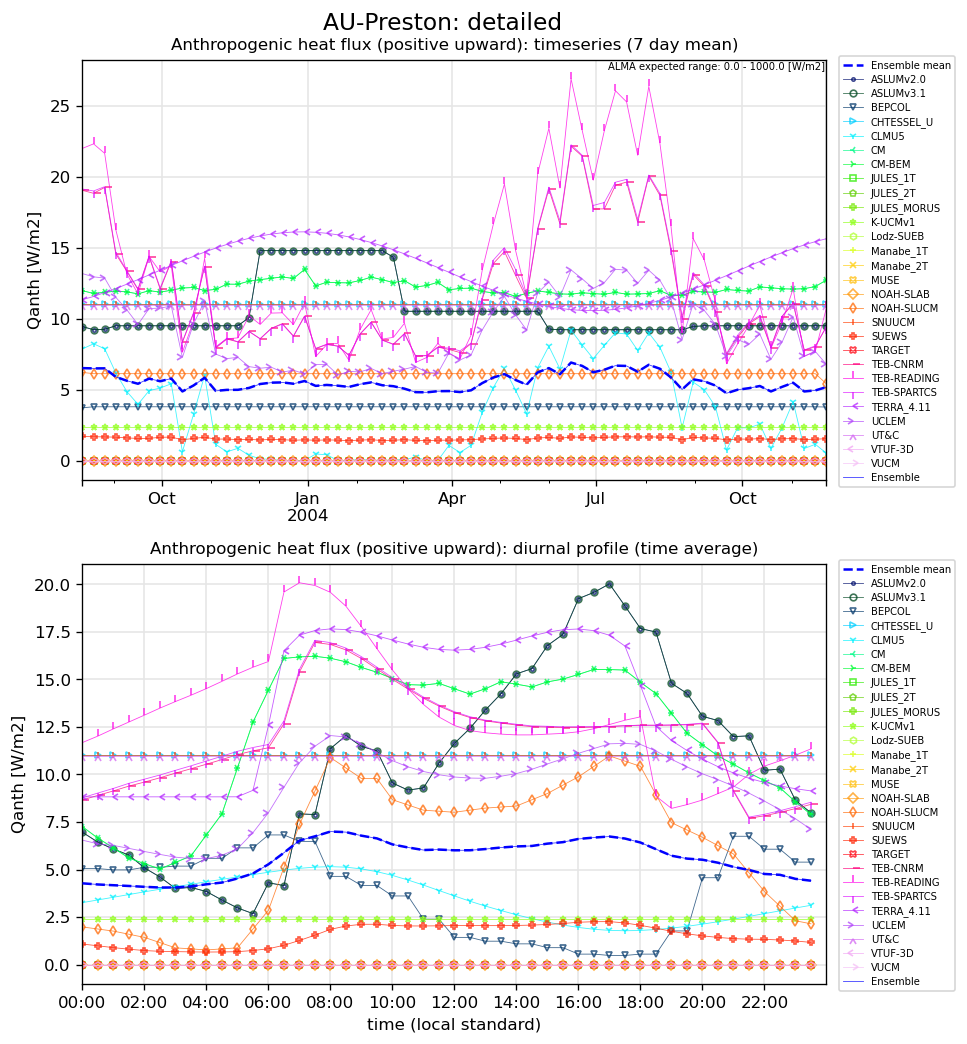 AU-Preston: detailed
Anthropogenic heat flux (positive upward): timeseries (7 day mean)
ALMA expected range: 0.0 - 1000.0 [W/m2]
Qanth [W/m2]
25
20
15
10
5
0
Oct
Jan
2004
Apr
Jul
Oct
Ensemble mean
ASLUMv2.0
ASLUMv3.1
BEPCOL
CHTESSEL_U
CLMU5
CM
CM-BEM
JULES_1T
JULES_2T
JULES_MORUS
K-UCMv1
Lodz-SUEB
Manabe_1T
Manabe_2T
MUSE
NOAH-SLAB
NOAH-SLUCM
SNUUCM
SUEWS
TARGET
TEB-CNRM
TEB-READING
TEB-SPARTCS
TERRA_4.11
UCLEM
UT&C
VTUF-3D
VUCM
Ensemble
Anthropogenic heat flux (positive upward): diurnal profile (time average)
Qanth [W/m2]
20.0
17.5
15.0
12.5
10.0
7.5
5.0
2.5
0.0
00:00 02:00 04:00 06:00 08:00 10:00 12:00 14:00 16:00 18:00 20:00 22:00
time (local standard)
Ensemble mean
ASLUMv2.0
ASLUMv3.1
BEPCOL
CHTESSEL_U
CLMU5
CM
CM-BEM
JULES_1T
JULES_2T
JULES_MORUS
K-UCMv1
Lodz-SUEB
Manabe_1T
Manabe_2T
MUSE
NOAH-SLAB
NOAH-SLUCM
SNUUCM
SUEWS
TARGET
TEB-CNRM
TEB-READING
TEB-SPARTCS
TERRA_4.11
UCLEM
UT&C
VTUF-3D
VUCM
Ensemble